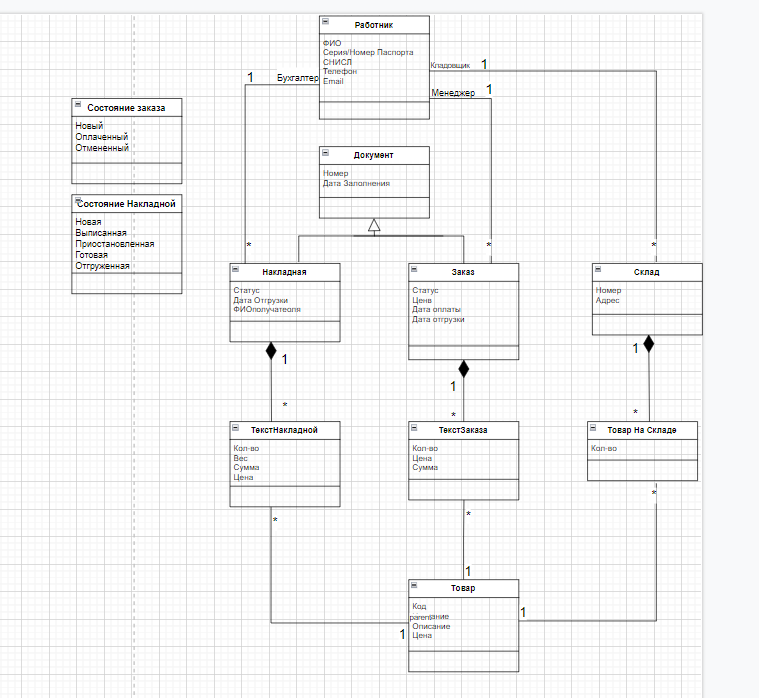 Работник
ФИО
Серия/Номер Паспорта
СНИСЛ
Телефон
Email
Кладовщик 1
1 Бухгалтер
Менеджер 1
Состояние заказа
Новый
Оплаченный
Отмененный
Документ
Номер
Дата Заполнения
Состояние Накладной
Новая
Выписанная
Приостановленная
Готовая
Отгруженная
* * *
Накладная
Статус
Дата Отгрузки
ФИОполучателя
Заказ
Статус
Цена
Дата оплаты
Дата отгрузки
Склад
Номер
Адрес
1 1 1
* * *
ТекстНакладной
Кол-во
Вес
Сумма
Цена
ТекстЗаказа
Кол-во
Цена
Сумма
Товар На Складе
Кол-во
* * *
1
Товар
Код
parentание
Описание
Цена
1 1